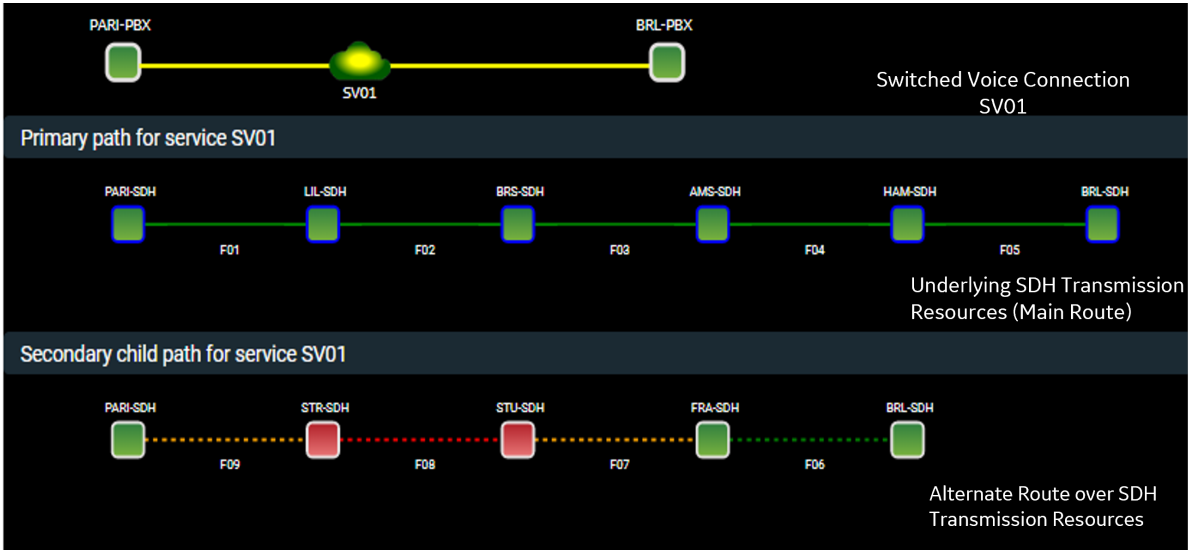 PARI-PBX
BRL-PBX
SV01
Switched Voice Connection
SV01
Primary path for service SV01
PARI-SDH
LIL-SDH
BRS-SDH
AMS-SDH
HAM-SDH
BRL-SDH
F01
F02
F03
F04
F05
Underlying SDH Transmission
Resources (Main Route)
Secondary child path for service SV01
PARI-SDH
STR-SDH
STU-SDH
FRA-SDH
BRL-SDH
F09
F08
F07
F06
Alternate Route over SDH
Transmission Resources